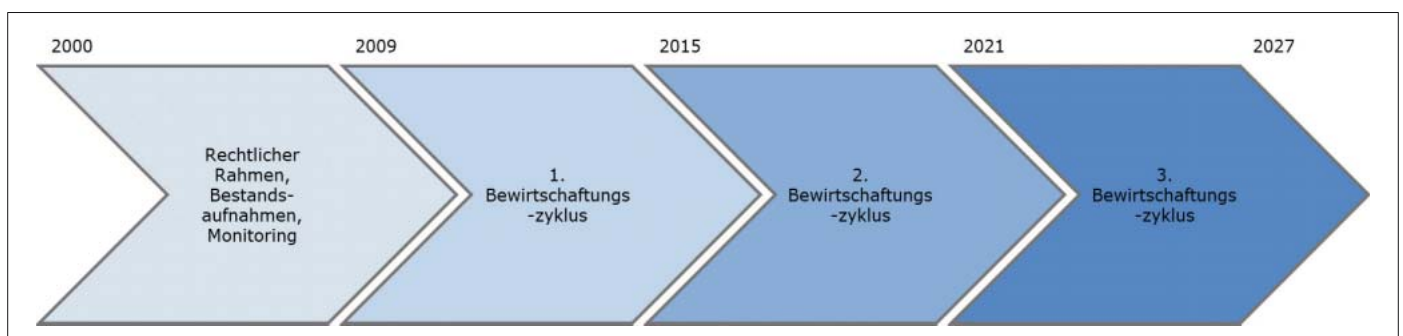 2000 2009 2015 2021 2027
Rechtlicher
Rahmen,
Bestands-
aufnahmen,
Monitoring
1.
Bewirtschaftungs
-zyklus
2.
Bewirtschaftungs
-zyklus
3.
Bewirtschaftungs
-zyklus